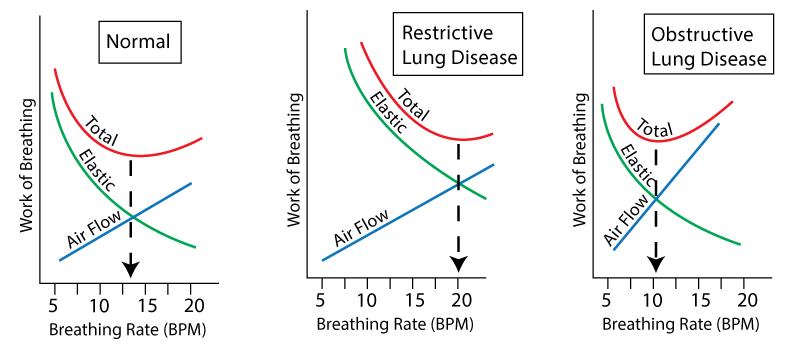 Normal
Work of Breathing
Total
Elastic
Air Flow
5 10 15 20
Breathing Rate (BPM)
Restrictive
Lung Disease
Work of Breathing
Total
Elastic
Air Flow
5 10 15 20
Breathing Rate (BPM)
Obstructive
Lung Disease
Work of Breathing
Total
Elastic
Air Flow
5 10 15 20
Breathing Rate (BPM)